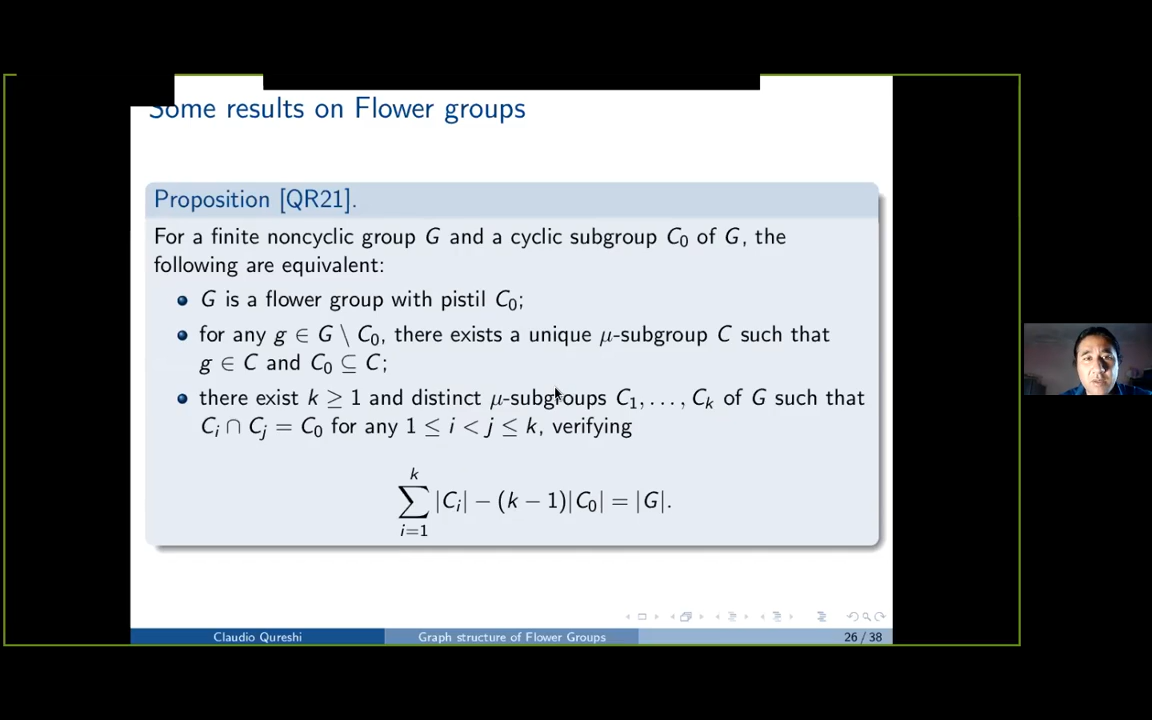 Some results on Flower groups
Proposition [QR21].
For a finite noncyclic group G and a cyclic subgroup C₀ of G, the
following are equivalent:
G is a flower group with pistil C₀;
for any g ∈ G \ C₀, there exists a unique μ-subgroup C such that
g ∈ C and C₀ ⊆ C;
there exist k ≥ 1 and distinct μ-subgroups C₁, . . . , Cₖ of G such that
Cᵢ ∩ Cⱼ = C₀ for any 1 ≤ i < j ≤ k, verifying
∑ᵢ₌₁ᵏ |Cᵢ| − (k − 1)|C₀| = |G|.
Claudio Qureshi
Graph structure of Flower Groups
26 / 38